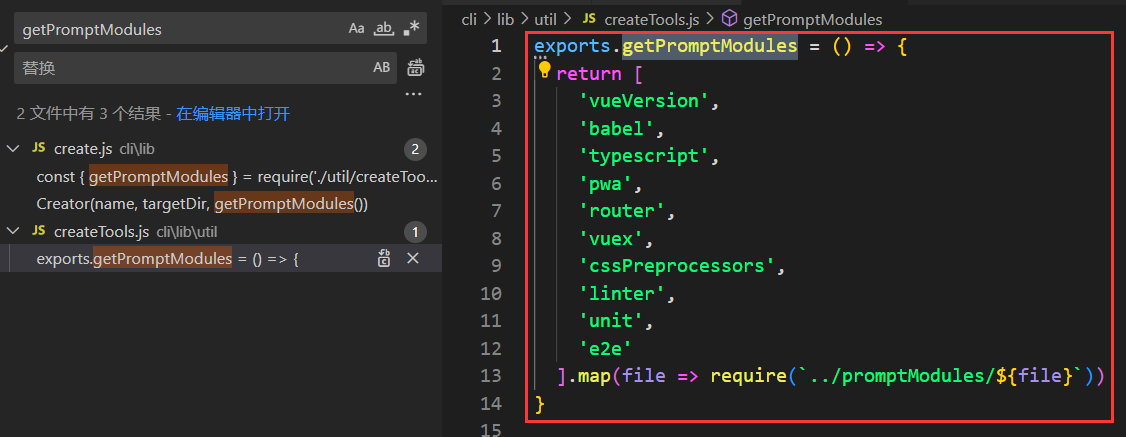 getPromptModules
Aa ab
替换
AB
2 文件中有 3 个结果 - 在编辑器中打开
JS create.js cli\lib 2
const { getPromptModules } = require('./util/createToo...
Creator(name, targetDir, getPromptModules())
JS createTools.js cli\lib\util 1
exports.getPromptModules = () => {
cli > lib > util > JS createTools.js > getPromptModules
1 exports.getPromptModules = () => {
2 return [
3 'vueVersion',
4 'babel',
5 'typescript',
6 'pwa',
7 'router',
8 'vuex',
9 'cssPreprocessors',
10 'linter',
11 'unit',
12 'e2e'
13 ].map(file => require(`../promptModules/${file}`))
14 }
15